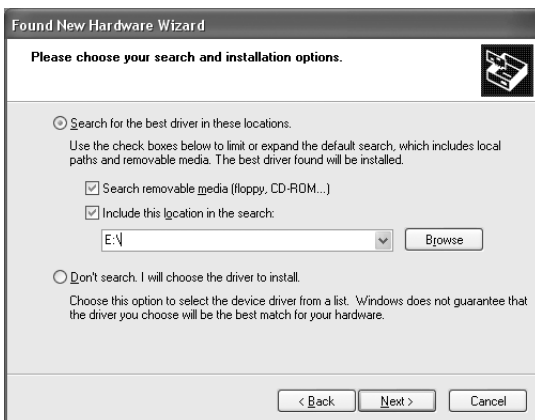 Found New Hardware Wizard
Please choose your search and installation options.
Search for the best driver in these locations.
Use the check boxes below to limit or expand the default search, which includes local
paths and removable media. The best driver found will be installed.
Search removable media (floppy, CD-ROM...)
Include this location in the search:
E:\
Browse
Don't search. I will choose the driver to install.
Choose this option to select the device driver from a list. Windows does not guarantee that
the driver you choose will be the best match for your hardware.
< Back Next > Cancel